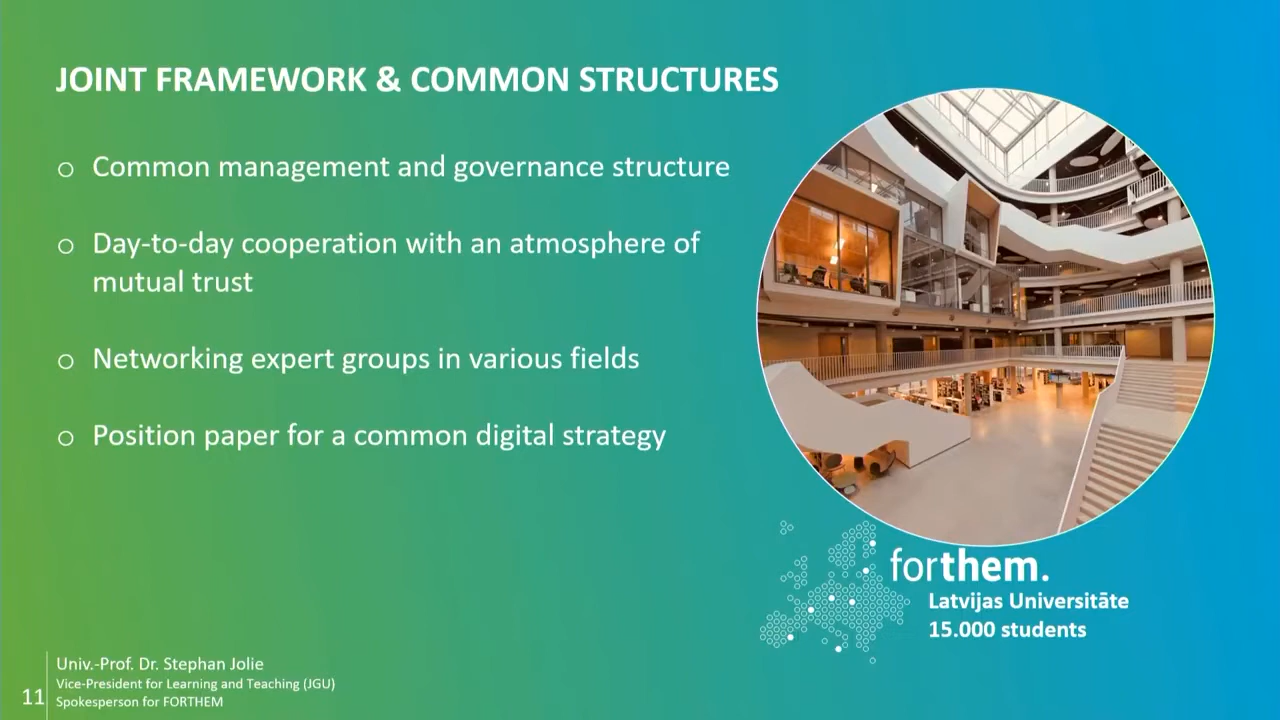 JOINT FRAMEWORK & COMMON STRUCTURES
o Common management and governance structure
o Day-to-day cooperation with an atmosphere of
mutual trust
o Networking expert groups in various fields
o Position paper for a common digital strategy
forthem.
Latvijas Universitāte
15.000 students
Univ.-Prof. Dr. Stephan Jolie
Vice-President for Learning and Teaching (JGU)
Spokesperson for FORTHEM
11